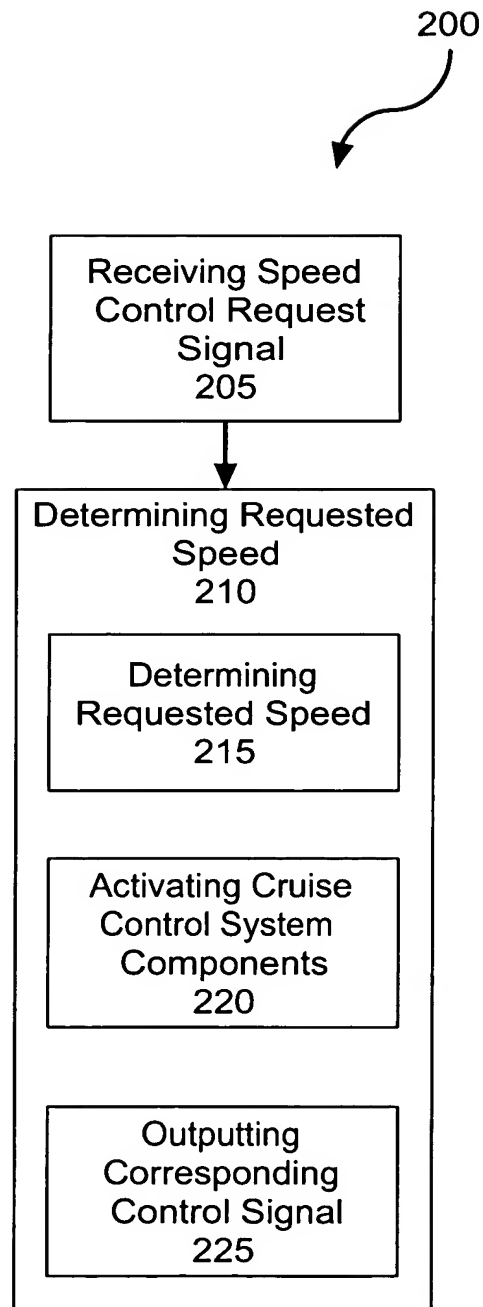 200
Receiving Speed
Control Request
Signal
205
Determining Requested
Speed
210
Determining
Requested Speed
215
Activating Cruise
Control System
Components
220
Outputting
Corresponding
Control Signal
225